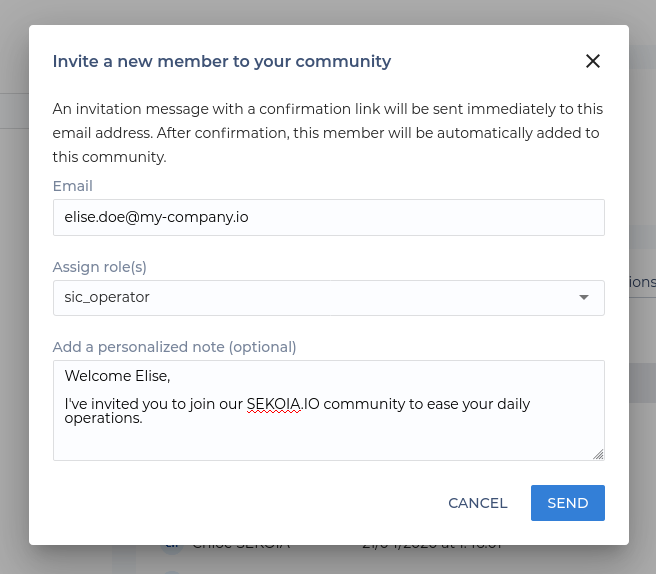 Invite a new member to your community
An invitation message with a confirmation link will be sent immediately to this
email address. After confirmation, this member will be automatically added to
this community.
Email
elise.doe@my-company.io
Assign role(s)
sic_operator
ions
Add a personalized note (optional)
Welcome Elise,
I've invited you to join our SEKOIA.IO community to ease your daily
operations.
CANCEL
SEND